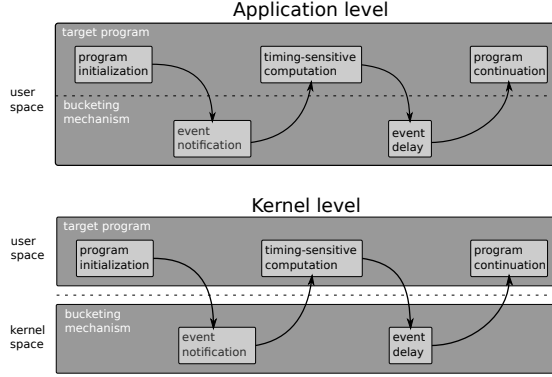 Application level
target program
program
initialization
timing-sensitive
computation
program
continuation
user
space
bucketing
mechanism
event
notification
event
delay
Kernel level
target program
user
space
program
initialization
timing-sensitive
computation
program
continuation
bucketing
mechanism
kernel
space
event
notification
event
delay